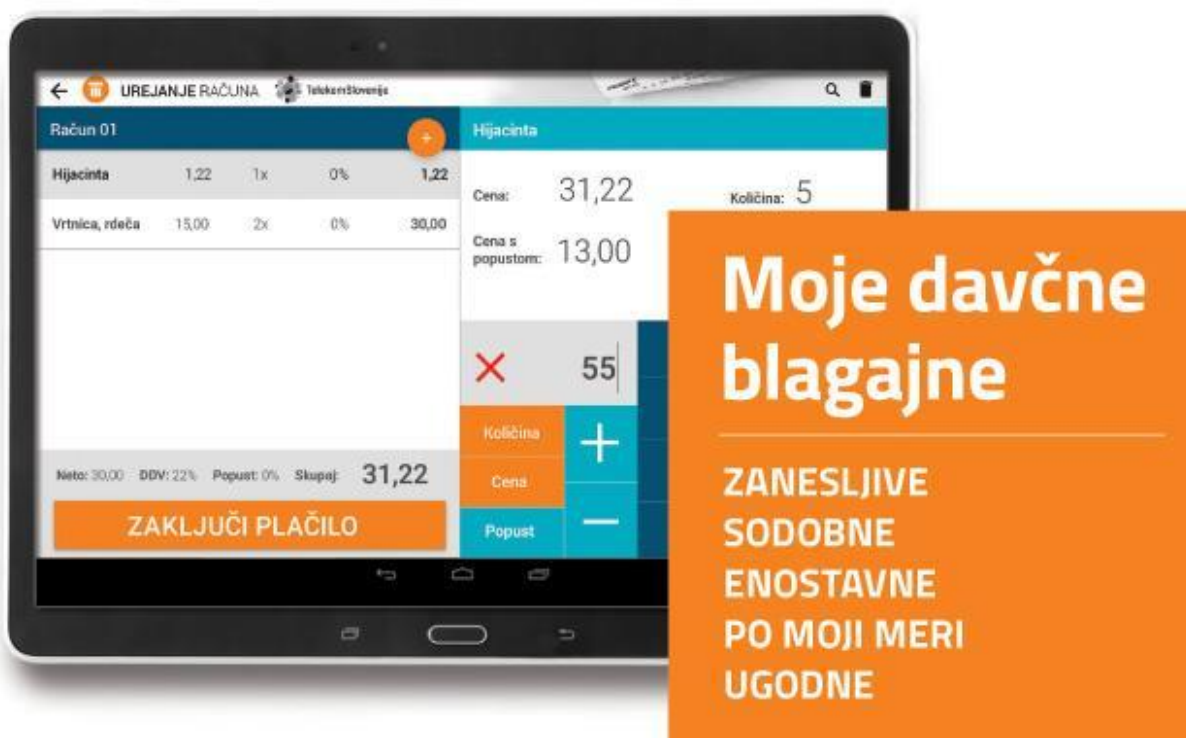 UREJANJE RAČUNA TelekomSlovenije
Račun 01
+
Hijacinta 1,22 1x 0% 1,22
Vrtnica, rdeča 15,00 2x 0% 30,00
Neto: 30,00 DDV: 22% Popust: 0% Skupaj: 31,22
ZAKLJUČI PLAČILO
Hijacinta
Cena: 31,22 Količina: 5
Cena s
popustom: 13,00
55
Količina
Cena
Popust
+
−
Moje davčne
blagajne
ZANESLJIVE
SODOBNE
ENOSTAVNE
PO MOJI MERI
UGODNE